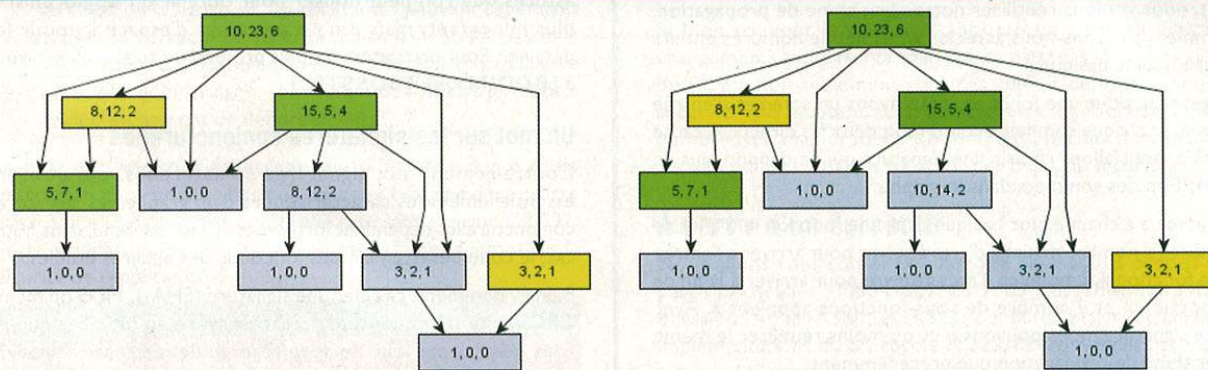 10, 23, 6
8, 12, 2
15, 5, 4
5, 7, 1
1, 0, 0
8, 12, 2
1, 0, 0
1, 0, 0
3, 2, 1
3, 2, 1
1, 0, 0
10, 23, 6
8, 12, 2
15, 5, 4
5, 7, 1
1, 0, 0
10, 14, 2
1, 0, 0
1, 0, 0
3, 2, 1
3, 2, 1
1, 0, 0